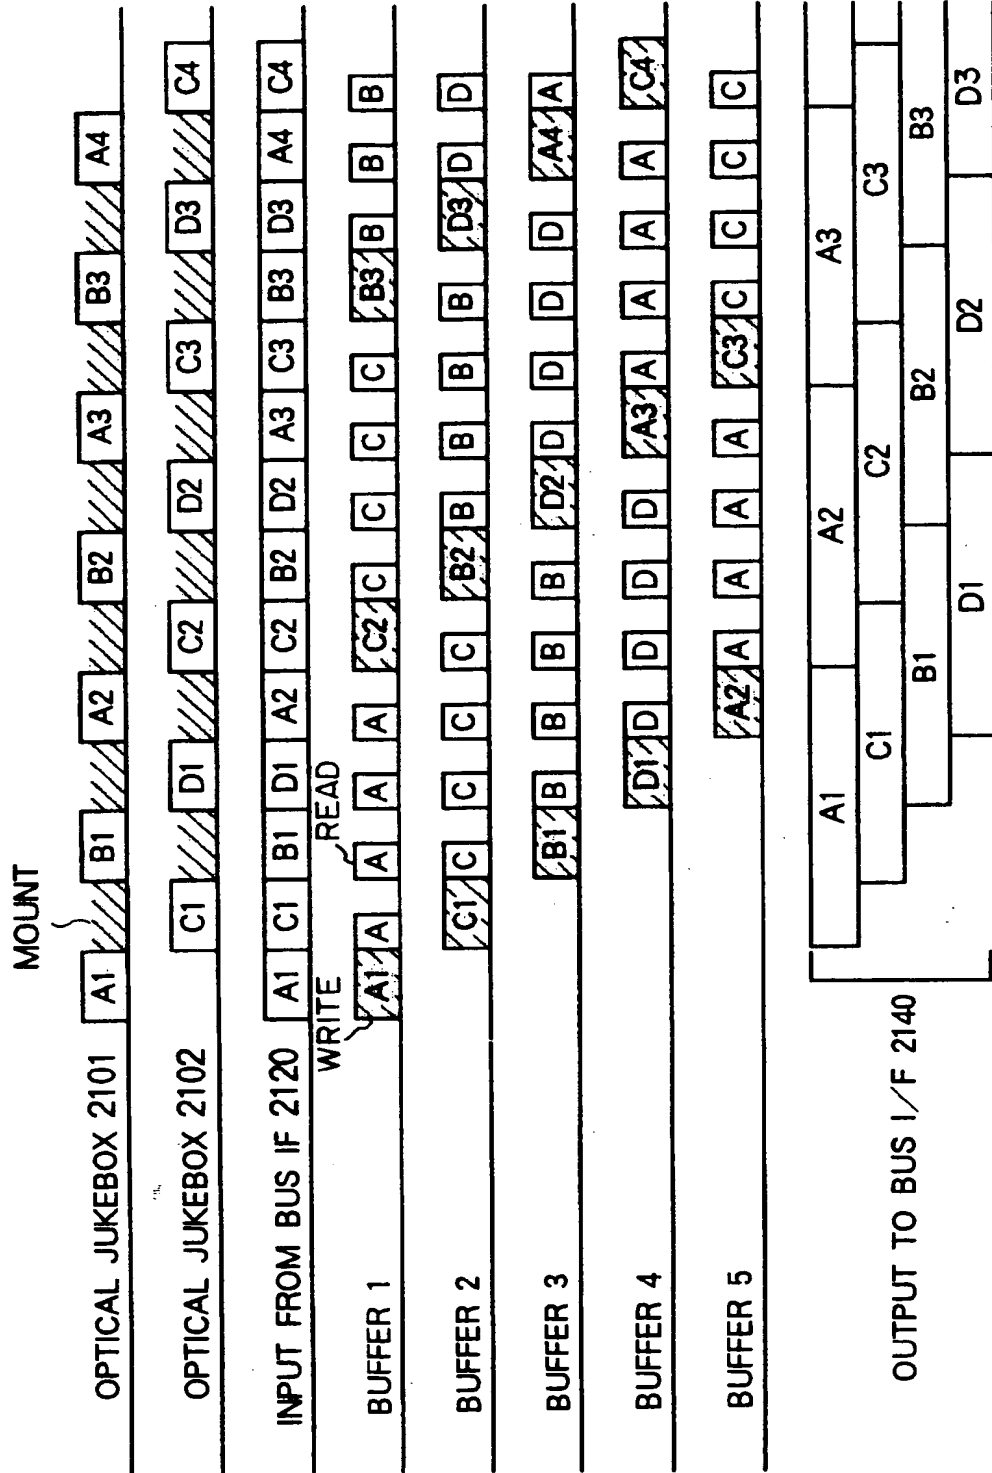 MOUNT
OPTICAL JUKEBOX 2101 A1 B1 A2 B2 A3 B3 A4
OPTICAL JUKEBOX 2102 C1 D1 C2 D2 C3 D3 C4
INPUT FROM BUS IF 2120 A1 C1 B1 D1 A2 C2 B2 D2 A3 C3 B3 D3 A4 C4
WRITE READ
BUFFER 1 A1 A A A A C2 C C C C B3 B B B
BUFFER 2 C1 C C C C B2 B B B B D3 D D
BUFFER 3 B1 B B B B D2 D D D D A4 A
BUFFER 4 D1 D D D D A3 A A A A C4
BUFFER 5 A2 A A A A C3 C C C C
OUTPUT TO BUS I/F 2140
A1 A2 A3
C1 C2 C3
B1 B2 B3
D1 D2 D3